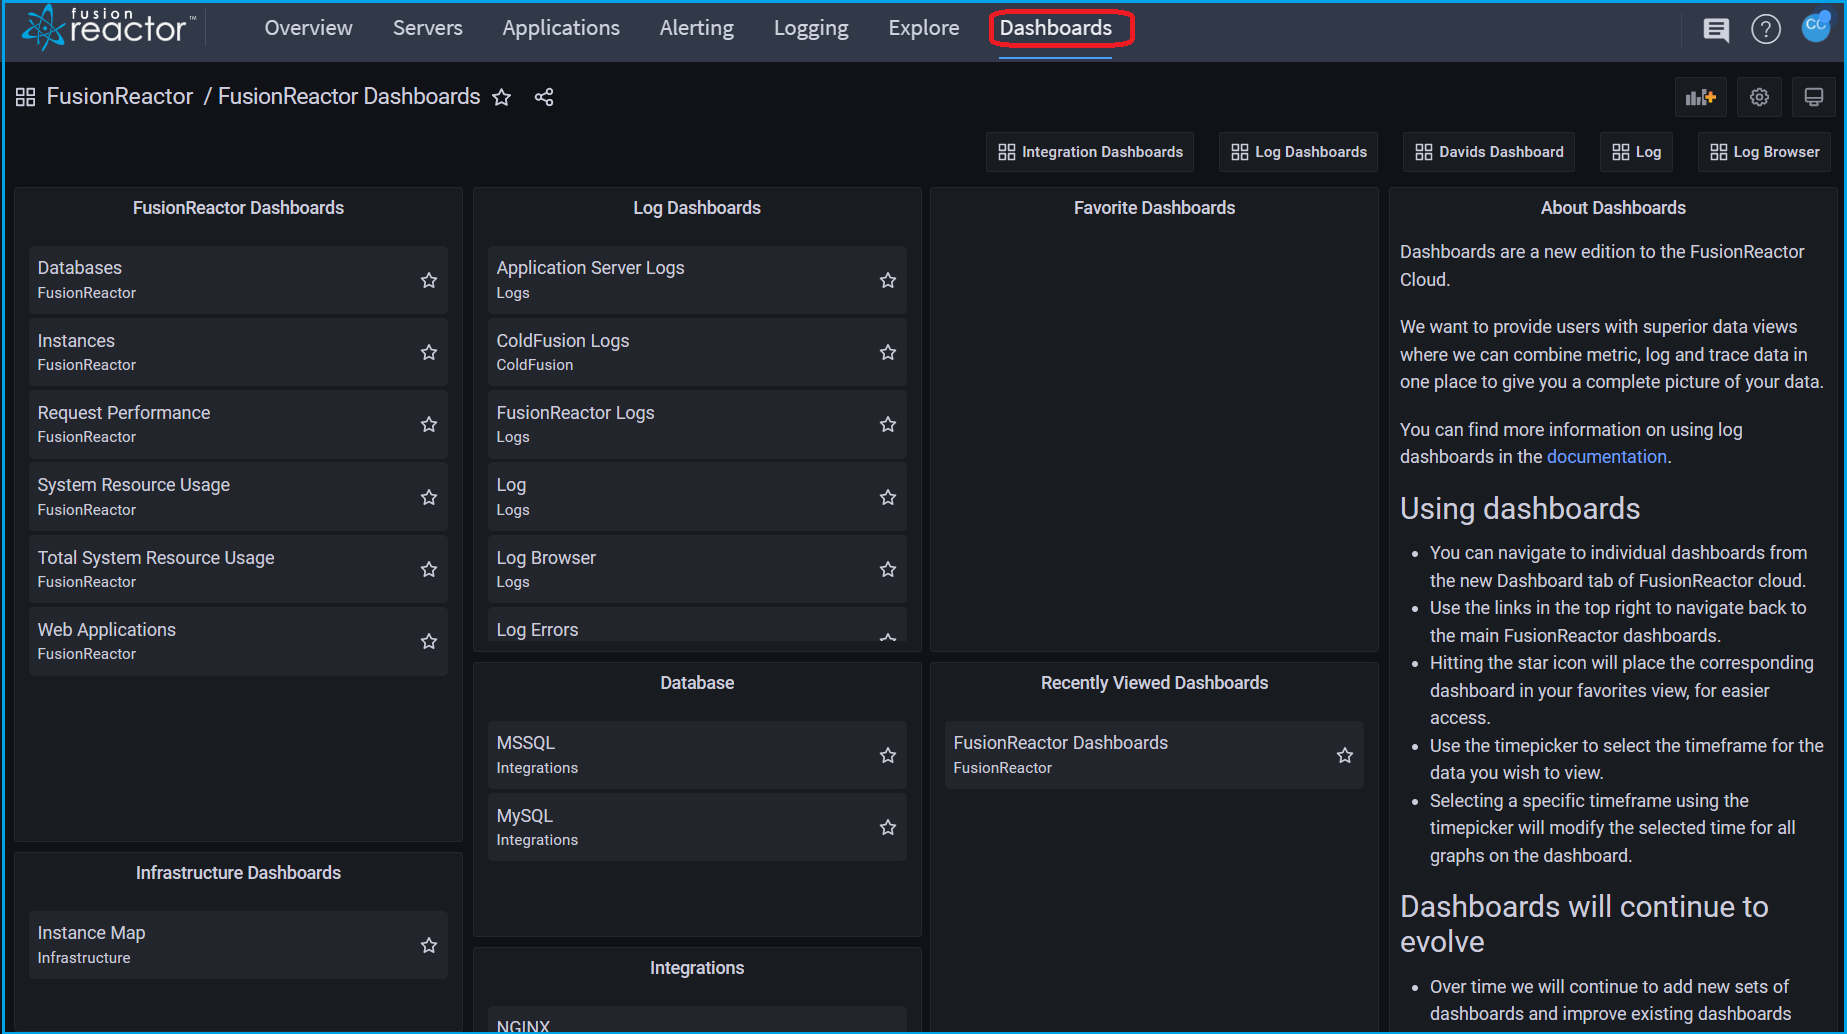 fusion
reactor™
Overview
Servers
Applications
Alerting
Logging
Explore
Dashboards
?
CC
FusionReactor / FusionReactor Dashboards
Integration Dashboards
Log Dashboards
Davids Dashboard
Log
Log Browser
FusionReactor Dashboards
Databases
FusionReactor
Instances
FusionReactor
Request Performance
FusionReactor
System Resource Usage
FusionReactor
Total System Resource Usage
FusionReactor
Web Applications
FusionReactor
Infrastructure Dashboards
Instance Map
Infrastructure
Log Dashboards
Application Server Logs
Logs
ColdFusion Logs
ColdFusion
FusionReactor Logs
Logs
Log
Logs
Log Browser
Logs
Log Errors
Database
MSSQL
Integrations
MySQL
Integrations
Integrations
NGINX
Favorite Dashboards
Recently Viewed Dashboards
FusionReactor Dashboards
FusionReactor
About Dashboards
Dashboards are a new edition to the FusionReactor
Cloud.
We want to provide users with superior data views
where we can combine metric, log and trace data in
one place to give you a complete picture of your data.
You can find more information on using log
dashboards in the documentation.
Using dashboards
• You can navigate to individual dashboards from
the new Dashboard tab of FusionReactor cloud.
• Use the links in the top right to navigate back to
the main FusionReactor dashboards.
• Hitting the star icon will place the corresponding
dashboard in your favorites view, for easier
access.
• Use the timepicker to select the timeframe for the
data you wish to view.
• Selecting a specific timeframe using the
timepicker will modify the selected time for all
graphs on the dashboard.
Dashboards will continue to
evolve
• Over time we will continue to add new sets of
dashboards and improve existing dashboards